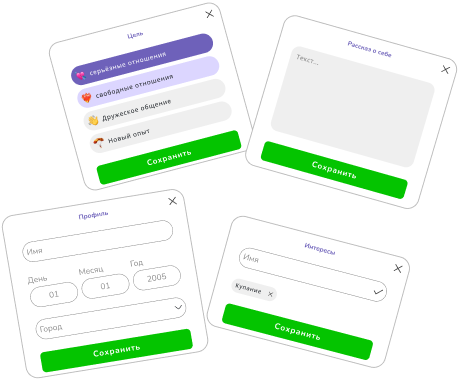 Цель
серьёзные отношения
свободные отношения
Дружеское общение
Новый опыт
Сохранить
Рассказ о себе
Текст...
Сохранить
Профиль
Имя
День Месяц Год
01 01 2005
Город
Сохранить
Интересы
Имя
Купание
Сохранить